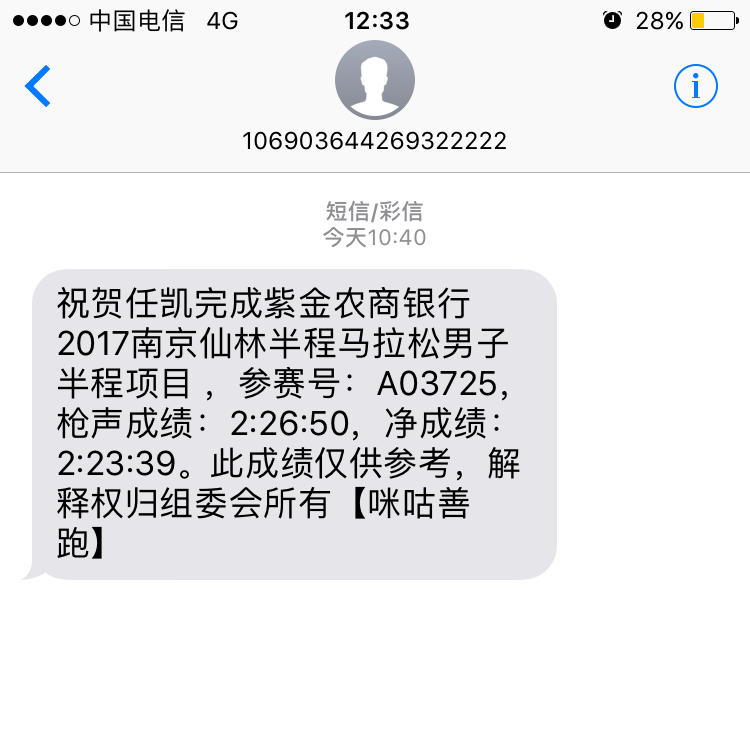 中国电信 4G 12:33 28%
106903644269322222
短信/彩信
今天10:40
祝贺任凯完成紫金农商银行
2017南京仙林半程马拉松男子
半程项目 ，参赛号：A03725，
枪声成绩：2:26:50，净成绩：
2:23:39。此成绩仅供参考，解
释权归组委会所有【咪咕善
跑】